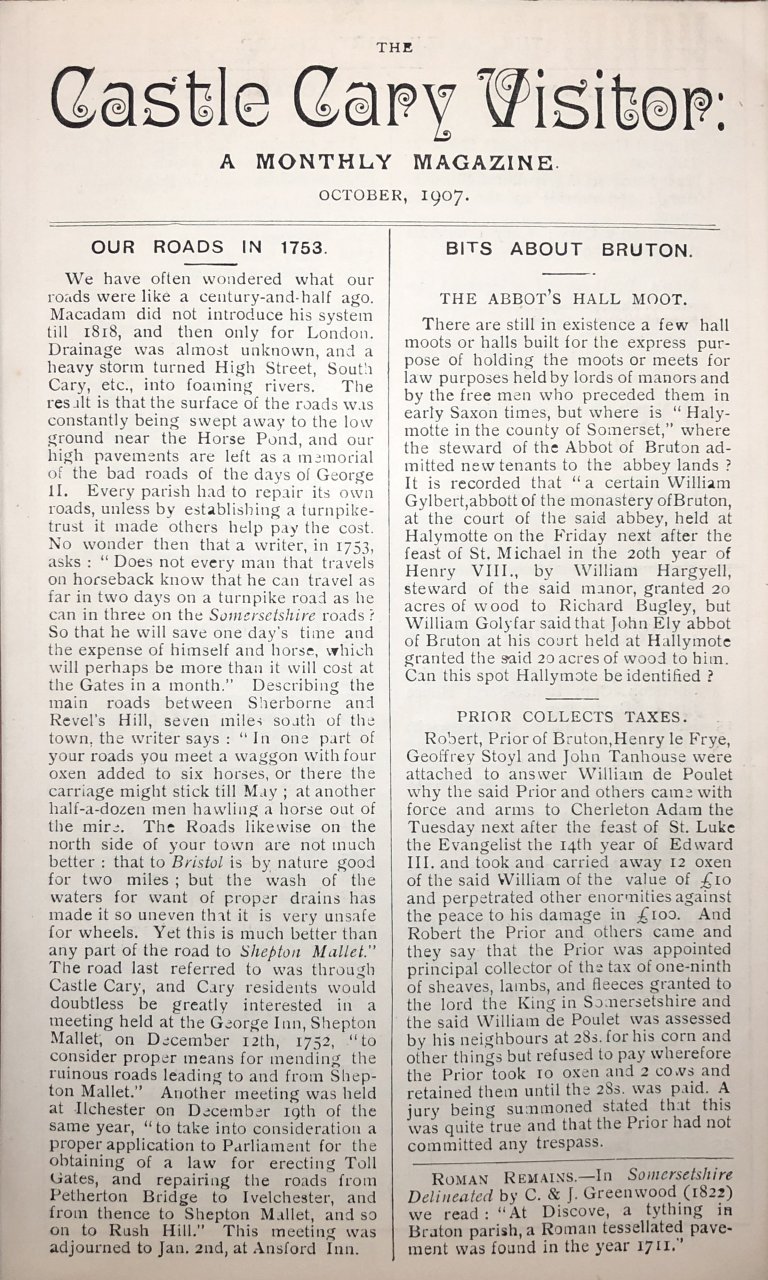 THE
Castle Cary Visitor:
A MONTHLY MAGAZINE.
OCTOBER, 1907.
OUR ROADS IN 1753.
We have often wondered what our
roads were like a century-and-half ago.
Macadam did not introduce his system
till 1818, and then only for London.
Drainage was almost unknown, and a
heavy storm turned High Street, South
Cary, etc., into foaming rivers. The
result is that the surface of the roads was
constantly being swept away to the low
ground near the Horse Pond, and our
high pavements are left as a memorial
of the bad roads of the days of George
II. Every parish had to repair its own
roads, unless by establishing a turnpike-
trust it made others help pay the cost.
No wonder then that a writer, in 1753,
asks : “ Does not every man that travels
on horseback know that he can travel as
far in two days on a turnpike road as he
can in three on the Somersetshire roads ?
So that he will save one day's time and
the expense of himself and horse, which
will perhaps be more than it will cost at
the Gates in a month.” Describing the
main roads between Sherborne and
Revel's Hill, seven miles south of the
town, the writer says : “ In one part of
your roads you meet a waggon with four
oxen added to six horses, or there the
carriage might stick till May ; at another
half-a-dozen men hawling a horse out of
the mire. The Roads likewise on the
north side of your town are not much
better : that to Bristol is by nature good
for two miles ; but the wash of the
waters for want of proper drains has
made it so uneven that it is very unsafe
for wheels. Yet this is much better than
any part of the road to Shepton Mallet.”
The road last referred to was through
Castle Cary, and Cary residents would
doubtless be greatly interested in a
meeting held at the George Inn, Shepton
Mallet, on December 12th, 1752, “to
consider proper means for mending the
ruinous roads leading to and from Shep-
ton Mallet.” Another meeting was held
at Ilchester on December 19th of the
same year, “to take into consideration a
proper application to Parliament for the
obtaining of a law for erecting Toll
Gates, and repairing the roads from
Petherton Bridge to Ivelchester, and
from thence to Shepton Mallet, and so
on to Rush Hill.” This meeting was
adjourned to Jan. 2nd, at Ansford Inn.
BITS ABOUT BRUTON.
THE ABBOT'S HALL MOOT.
There are still in existence a few hall
moots or halls built for the express pur-
pose of holding the moots or meets for
law purposes held by lords of manors and
by the free men who preceded them in
early Saxon times, but where is “ Haly-
motte in the county of Somerset,” where
the steward of the Abbot of Bruton ad-
mitted new tenants to the abbey lands ?
It is recorded that “a certain William
Gylbert,abbott of the monastery ofBruton,
at the court of the said abbey, held at
Halymotte on the Friday next after the
feast of St. Michael in the 20th year of
Henry VIII., by William Hargyell,
steward of the said manor, granted 20
acres of wood to Richard Bugley, but
William Golyfar said that John Ely abbot
of Bruton at his court held at Hallymote
granted the said 20 acres of wood to him.
Can this spot Hallymote be identified ?
PRIOR COLLECTS TAXES.
Robert, Prior of Bruton,Henry le Frye,
Geoffrey Stoyl and John Tanhouse were
attached to answer William de Poulet
why the said Prior and others came with
force and arms to Cherleton Adam the
Tuesday next after the feast of St. Luke
the Evangelist the 14th year of Edward
III. and took and carried away 12 oxen
of the said William of the value of £10
and perpetrated other enormities against
the peace to his damage in £100. And
Robert the Prior and others came and
they say that the Prior was appointed
principal collector of the tax of one-ninth
of sheaves, lambs, and fleeces granted to
the lord the King in Somersetshire and
the said William de Poulet was assessed
by his neighbours at 28s. for his corn and
other things but refused to pay wherefore
the Prior took 10 oxen and 2 cows and
retained them until the 28s. was paid. A
jury being summoned stated that this
was quite true and that the Prior had not
committed any trespass.
ROMAN REMAINS.—In Somersetshire
Delineated by C. & J. Greenwood (1822)
we read : “At Discove, a tything in
Bruton parish, a Roman tessellated pave-
ment was found in the year 1711.”